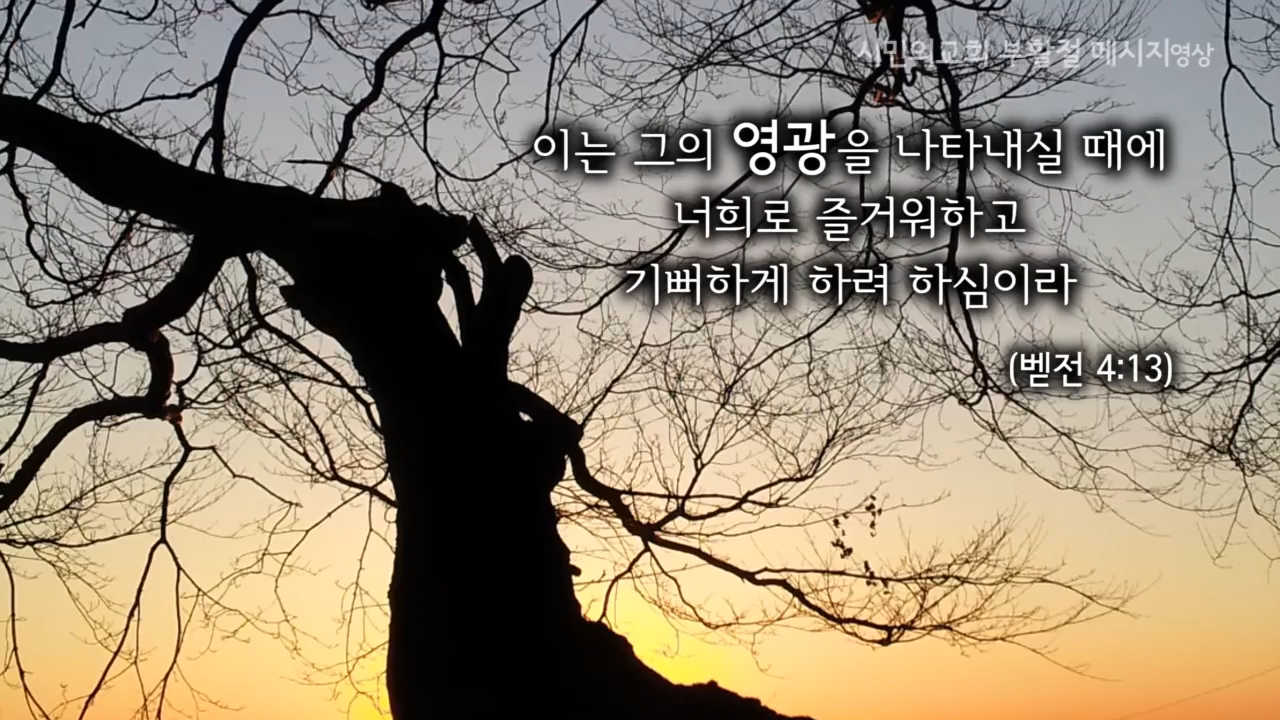 시민의교회 부활절 메시지영상
이는 그의 영광을 나타내실 때에
너희로 즐거워하고
기뻐하게 하려 하심이라
(벧전 4:13)